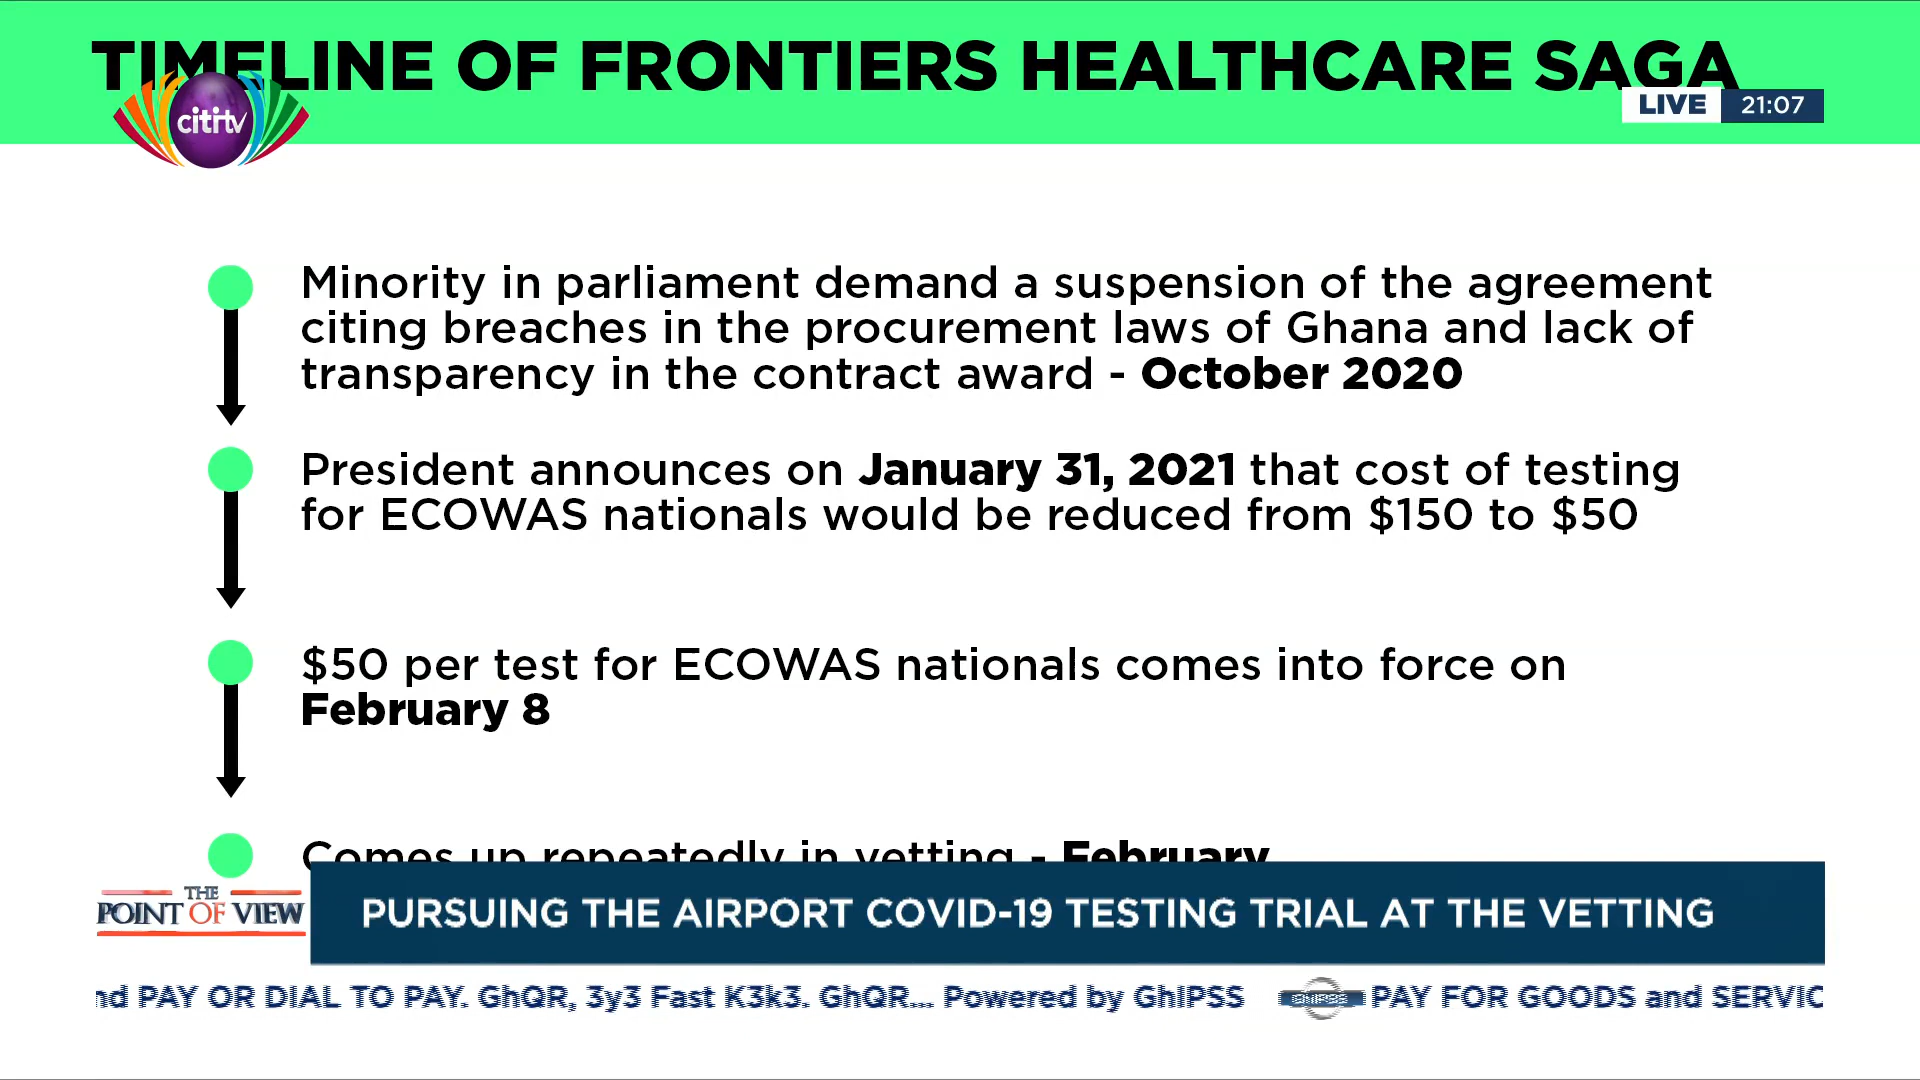 TIMELINE OF FRONTIERS HEALTHCARE SAGA
citi tv
LIVE 21:07
Minority in parliament demand a suspension of the agreement
citing breaches in the procurement laws of Ghana and lack of
transparency in the contract award - October 2020
President announces on January 31, 2021 that cost of testing
for ECOWAS nationals would be reduced from $150 to $50
$50 per test for ECOWAS nationals comes into force on
February 8
Comes up repeatedly in vetting - February
THE
POINT OF VIEW
PURSUING THE AIRPORT COVID-19 TESTING TRIAL AT THE VETTING
nd PAY OR DIAL TO PAY. GhQR, 3y3 Fast K3k3. GhQR... Powered by GhIPSS GhIPSS PAY FOR GOODS and SERVIC